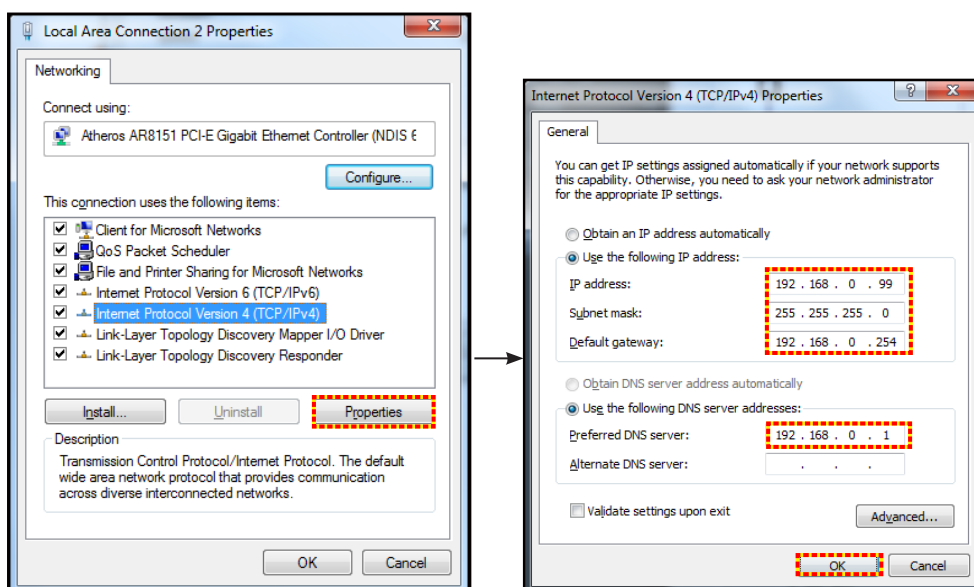 Local Area Connection 2 Properties
Networking
Connect using:
Atheros AR8151 PCI-E Gigabit Ethernet Controller (NDIS 6
Configure...
This connection uses the following items:
Client for Microsoft Networks
QoS Packet Scheduler
File and Printer Sharing for Microsoft Networks
Internet Protocol Version 6 (TCP/IPv6)
Internet Protocol Version 4 (TCP/IPv4)
Link-Layer Topology Discovery Mapper I/O Driver
Link-Layer Topology Discovery Responder
Install...
Uninstall
Properties
Description
Transmission Control Protocol/Internet Protocol. The default
wide area network protocol that provides communication
across diverse interconnected networks.
OK
Cancel
Internet Protocol Version 4 (TCP/IPv4) Properties
General
You can get IP settings assigned automatically if your network supports
this capability. Otherwise, you need to ask your network administrator
for the appropriate IP settings.
Obtain an IP address automatically
Use the following IP address:
IP address: 192 . 168 . 0 . 99
Subnet mask: 255 . 255 . 255 . 0
Default gateway: 192 . 168 . 0 . 254
Obtain DNS server address automatically
Use the following DNS server addresses:
Preferred DNS server: 192 . 168 . 0 . 1
Alternate DNS server: . . .
Validate settings upon exit
Advanced...
OK
Cancel